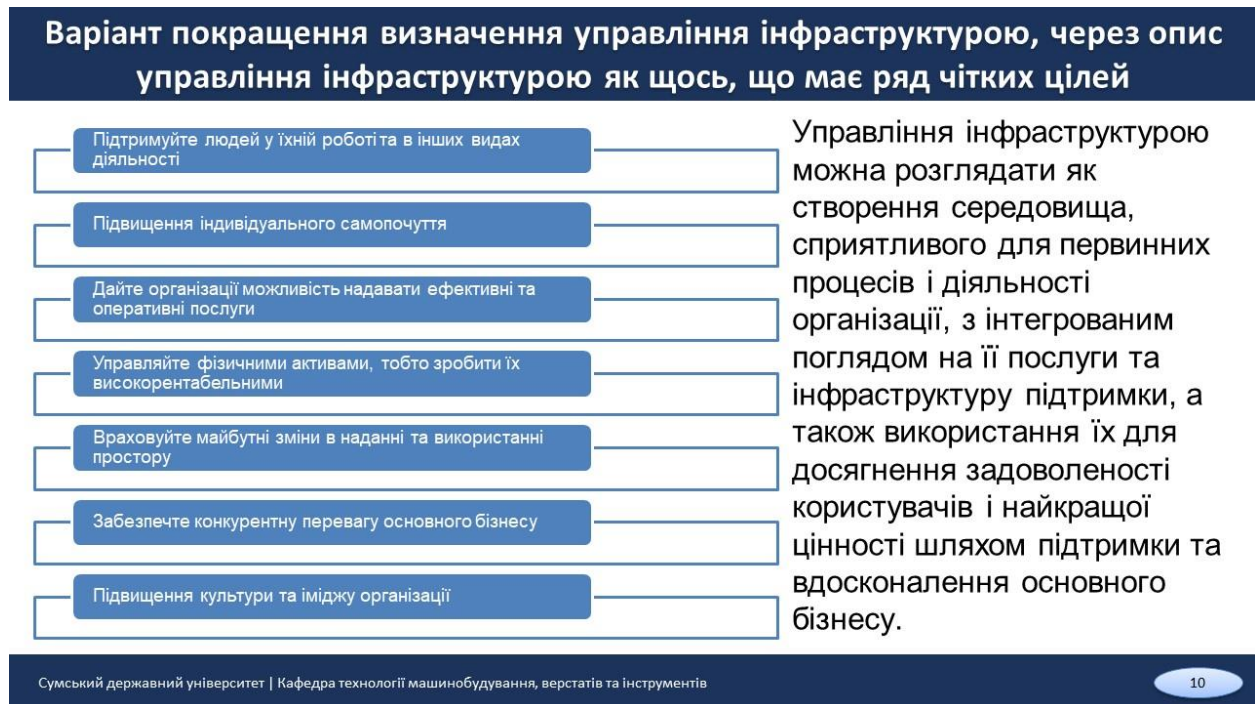 Варіант покращення визначення управління інфраструктурою, через опис
управління інфраструктурою як щось, що має ряд чітких цілей
Підтримуйте людей у їхній роботі та в інших видах
діяльності
Підвищення індивідуального самопочуття
Дайте організації можливість надавати ефективні та
оперативні послуги
Управляйте фізичними активами, тобто зробити їх
високорентабельними
Враховуйте майбутні зміни в наданні та використанні
простору
Забезпечте конкурентну перевагу основного бізнесу
Підвищення культури та іміджу організації
Управління інфраструктурою
можна розглядати як
створення середовища,
сприятливого для первинних
процесів і діяльності
організації, з інтегрованим
поглядом на її послуги та
інфраструктуру підтримки, а
також використання їх для
досягнення задоволеності
користувачів і найкращої
цінності шляхом підтримки та
вдосконалення основного
бізнесу.
Сумський державний університет | Кафедра технології машинобудування, верстатів та інструментів
10